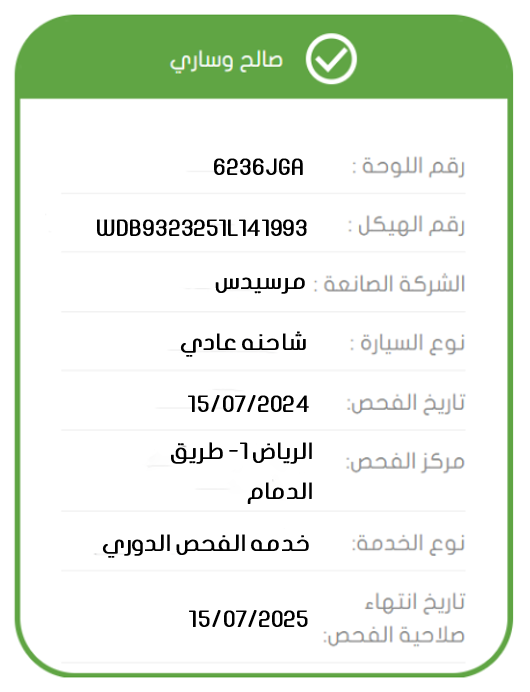 صالح وساري
رقم اللوحة : 6236JGA
رقم الهيكل : WDB9323251L141993
الشركة الصانعة : مرسيدس
نوع السيارة : شاحنه عادي
تاريخ الفحص: 15/07/2024
مركز الفحص: الرياض 1- طريق
الدمام
نوع الخدمة: خدمه الفحص الدوري
تاريخ انتهاء
صلاحية الفحص: 15/07/2025